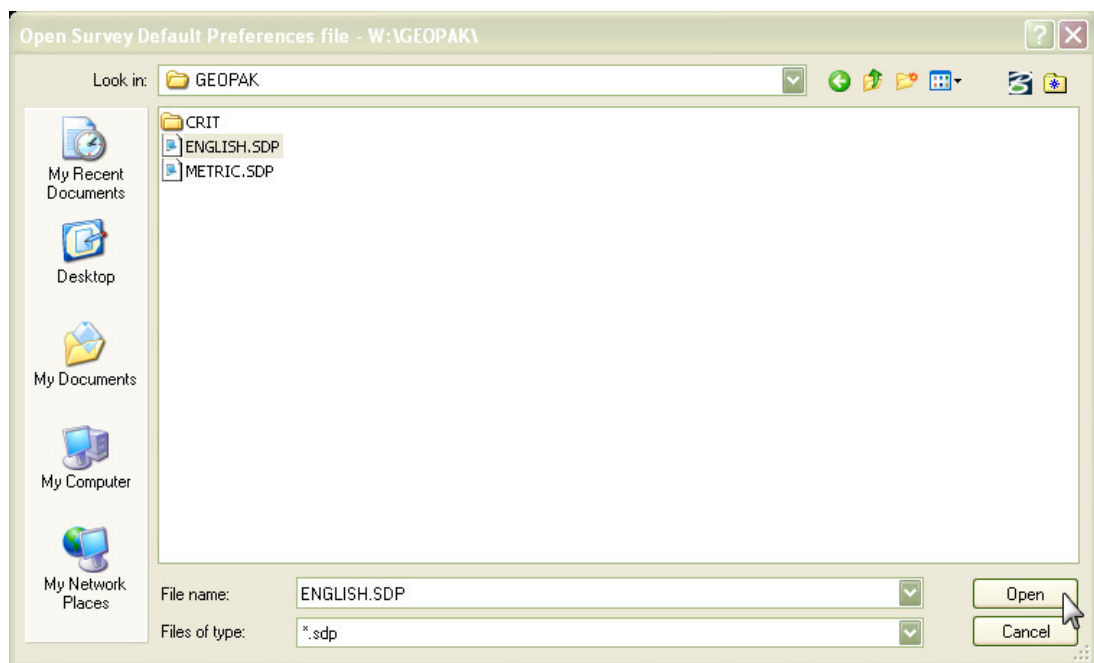 Open Survey Default Preferences file - W:\GEOPAK\
Look in:
GEOPAK
My Recent
Documents
Desktop
My Documents
My Computer
My Network
Places
CRIT
ENGLISH.SDP
METRIC.SDP
File name:
ENGLISH.SDP
Open
Files of type:
*.sdp
Cancel